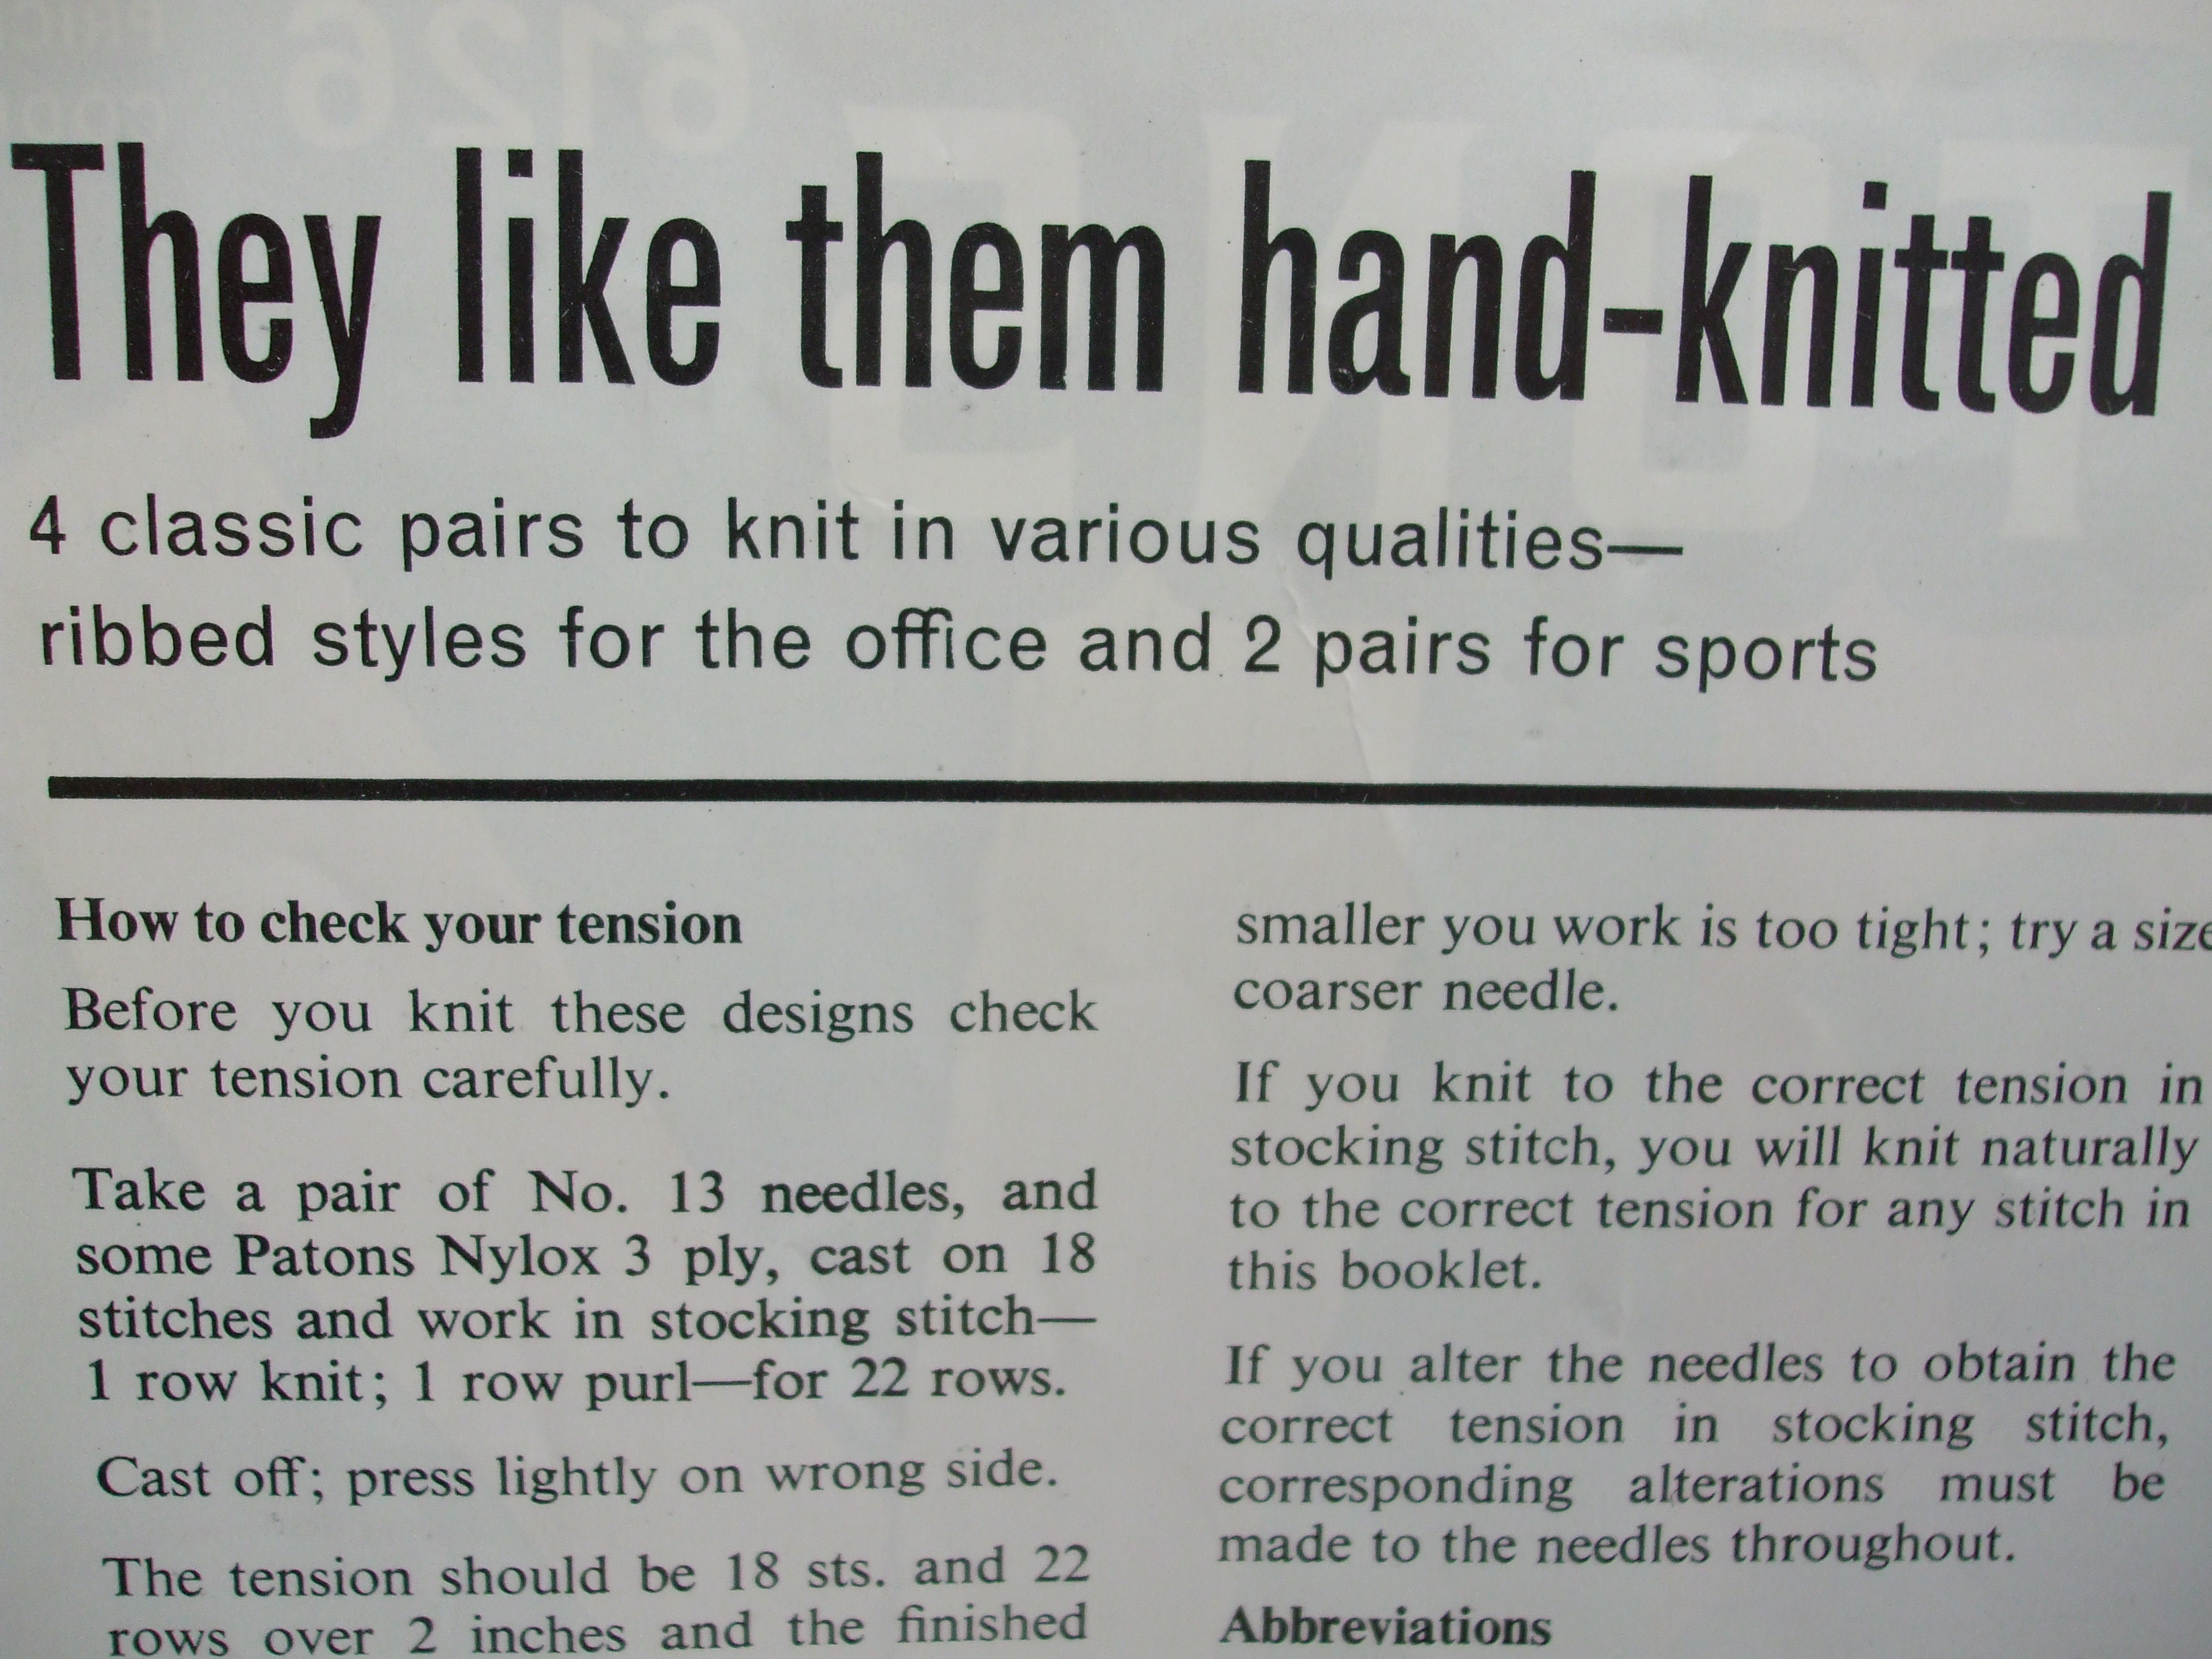 They like them hand-knitted
4 classic pairs to knit in various qualities—
ribbed styles for the office and 2 pairs for sports
How to check your tension
Before you knit these designs check
your tension carefully.
Take a pair of No. 13 needles, and
some Patons Nylox 3 ply, cast on 18
stitches and work in stocking stitch—
1 row knit; 1 row purl—for 22 rows.
Cast off; press lightly on wrong side.
The tension should be 18 sts. and 22
rows over 2 inches and the finished
smaller you work is too tight; try a size
coarser needle.
If you knit to the correct tension in
stocking stitch, you will knit naturally
to the correct tension for any stitch in
this booklet.
If you alter the needles to obtain the
correct tension in stocking stitch,
corresponding alterations must be
made to the needles throughout.
Abbreviations